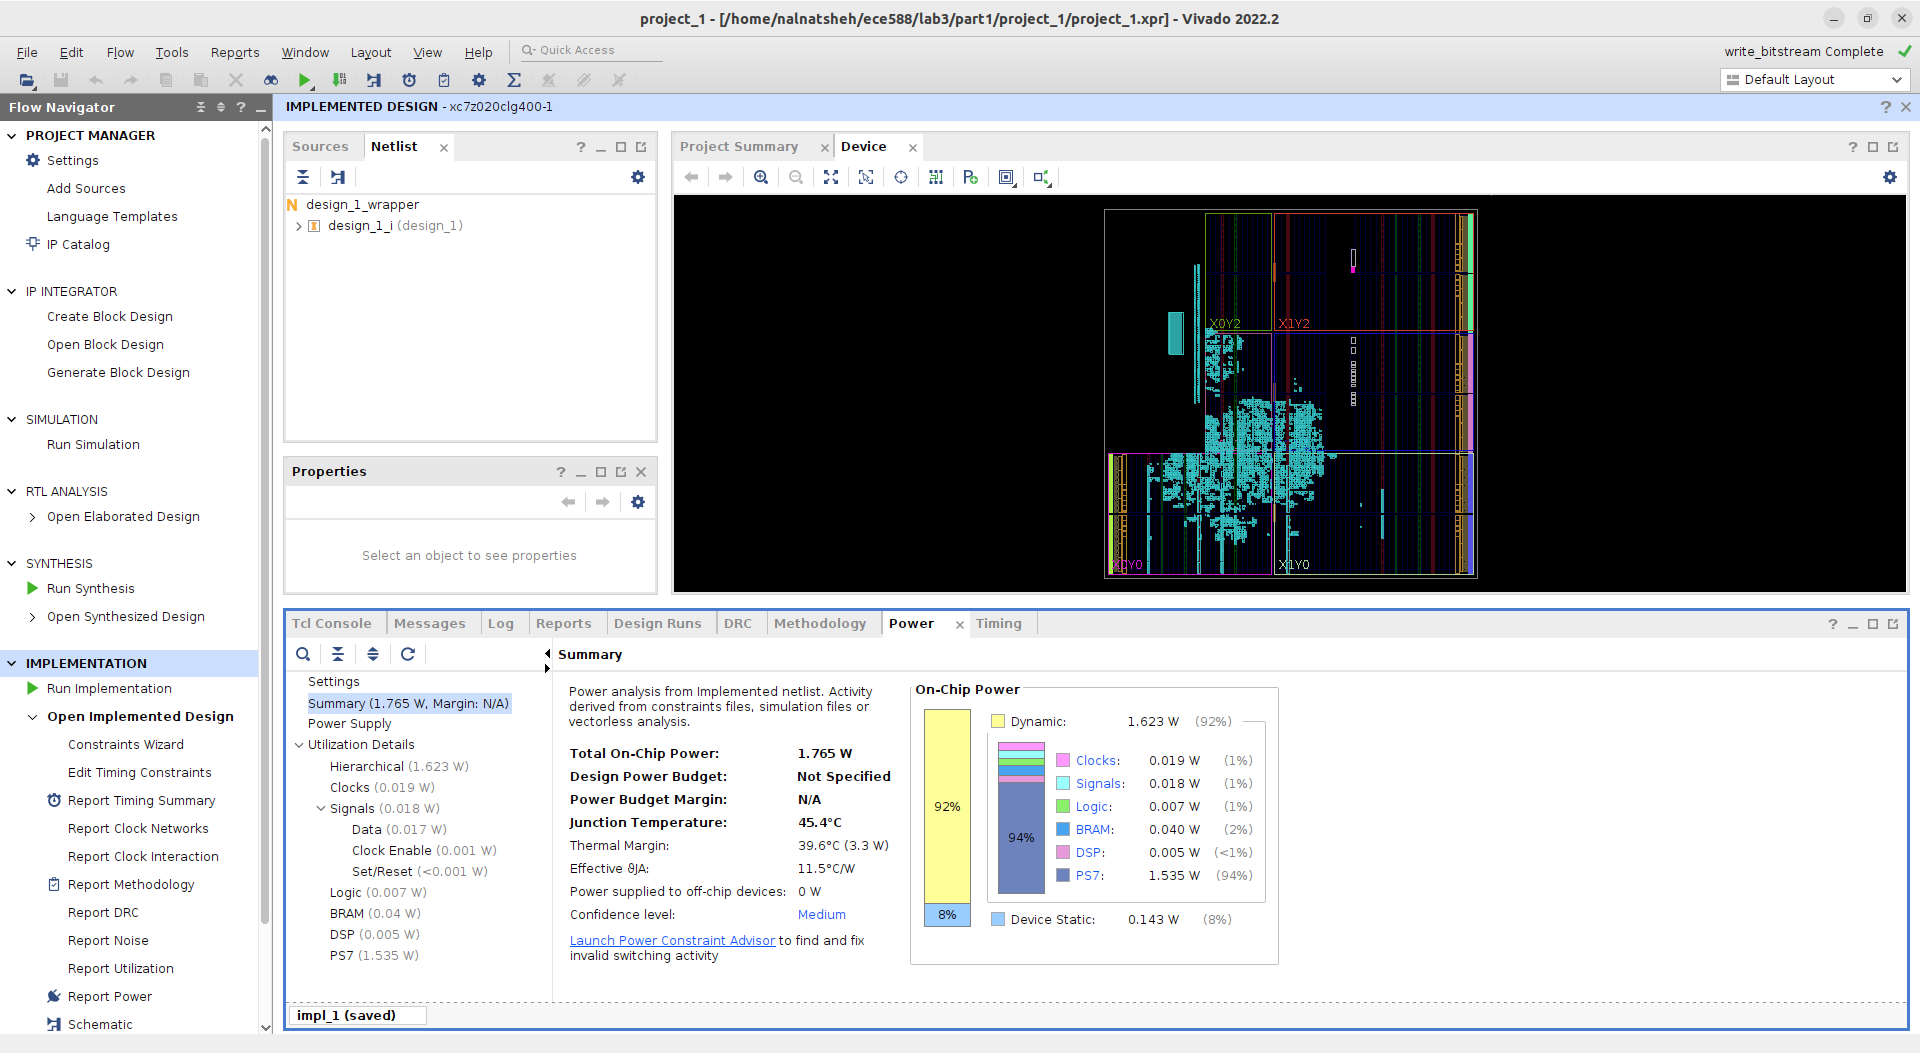 project_1 - [/home/nalnatsheh/ece588/lab3/part1/project_1/project_1.xpr] - Vivado 2022.2
File Edit Flow Tools Reports Window Layout View Help Quick Access write_bitstream Complete
Default Layout
Flow Navigator
IMPLEMENTED DESIGN - xc7z020clg400-1
PROJECT MANAGER
Settings
Add Sources
Language Templates
IP Catalog
IP INTEGRATOR
Create Block Design
Open Block Design
Generate Block Design
SIMULATION
Run Simulation
RTL ANALYSIS
Open Elaborated Design
SYNTHESIS
Run Synthesis
Open Synthesized Design
IMPLEMENTATION
Run Implementation
Open Implemented Design
Constraints Wizard
Edit Timing Constraints
Report Timing Summary
Report Clock Networks
Report Clock Interaction
Report Methodology
Report DRC
Report Noise
Report Utilization
Report Power
Schematic
Sources Netlist
design_1_wrapper
design_1_i (design_1)
Properties
Select an object to see properties
Project Summary Device
X0Y2 X1Y2
X1Y0
Tcl Console Messages Log Reports Design Runs DRC Methodology Power Timing
Settings
Summary (1.765 W, Margin: N/A)
Power Supply
Utilization Details
Hierarchical (1.623 W)
Clocks (0.019 W)
Signals (0.018 W)
Data (0.017 W)
Clock Enable (0.001 W)
Set/Reset (<0.001 W)
Logic (0.007 W)
BRAM (0.04 W)
DSP (0.005 W)
PS7 (1.535 W)
Summary
Power analysis from Implemented netlist. Activity
derived from constraints files, simulation files or
vectorless analysis.
Total On-Chip Power: 1.765 W
Design Power Budget: Not Specified
Power Budget Margin: N/A
Junction Temperature: 45.4°C
Thermal Margin: 39.6°C (3.3 W)
Effective ϑJA: 11.5°C/W
Power supplied to off-chip devices: 0 W
Confidence level: Medium
Launch Power Constraint Advisor to find and fix
invalid switching activity
On-Chip Power
92%
8%
94%
Dynamic: 1.623 W (92%)
Clocks: 0.019 W (1%)
Signals: 0.018 W (1%)
Logic: 0.007 W (1%)
BRAM: 0.040 W (2%)
DSP: 0.005 W (<1%)
PS7: 1.535 W (94%)
Device Static: 0.143 W (8%)
impl_1 (saved)